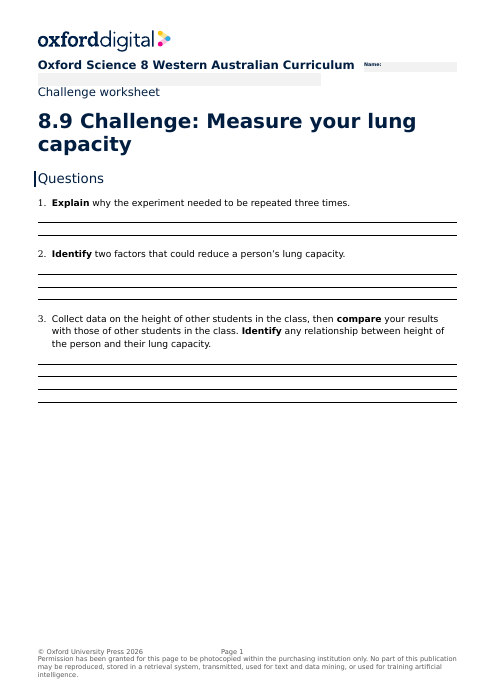 oxforddigital
Oxford Science 8 Western Australian Curriculum Name:
Challenge worksheet
8.9 Challenge: Measure your lung
capacity
Questions
1. Explain why the experiment needed to be repeated three times.
2. Identify two factors that could reduce a person’s lung capacity.
3. Collect data on the height of other students in the class, then compare your results
with those of other students in the class. Identify any relationship between height of
the person and their lung capacity.
© Oxford University Press 2026 Page 1
Permission has been granted for this page to be photocopied within the purchasing institution only. No part of this publication
may be reproduced, stored in a retrieval system, transmitted, used for text and data mining, or used for training artificial
intelligence.